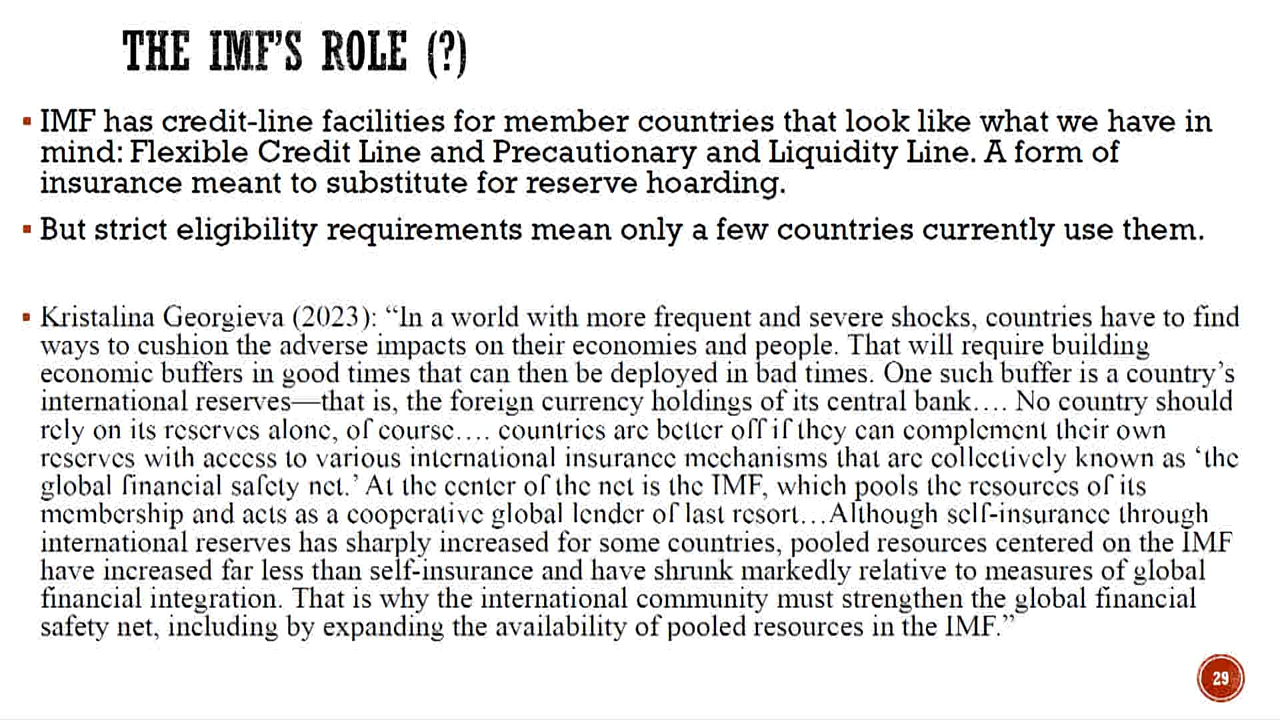 THE IMF'S ROLE (?)
▪ IMF has credit-line facilities for member countries that look like what we have in
mind: Flexible Credit Line and Precautionary and Liquidity Line. A form of
insurance meant to substitute for reserve hoarding.
▪ But strict eligibility requirements mean only a few countries currently use them.
▪ Kristalina Georgieva (2023): “In a world with more frequent and severe shocks, countries have to find
ways to cushion the adverse impacts on their economies and people. That will require building
economic buffers in good times that can then be deployed in bad times. One such buffer is a country’s
international reserves—that is, the foreign currency holdings of its central bank…. No country should
rely on its reserves alone, of course…. countries are better off if they can complement their own
reserves with access to various international insurance mechanisms that are collectively known as ‘the
global financial safety net.’ At the center of the net is the IMF, which pools the resources of its
membership and acts as a cooperative global lender of last resort…Although self-insurance through
international reserves has sharply increased for some countries, pooled resources centered on the IMF
have increased far less than self-insurance and have shrunk markedly relative to measures of global
financial integration. That is why the international community must strengthen the global financial
safety net, including by expanding the availability of pooled resources in the IMF.”
29